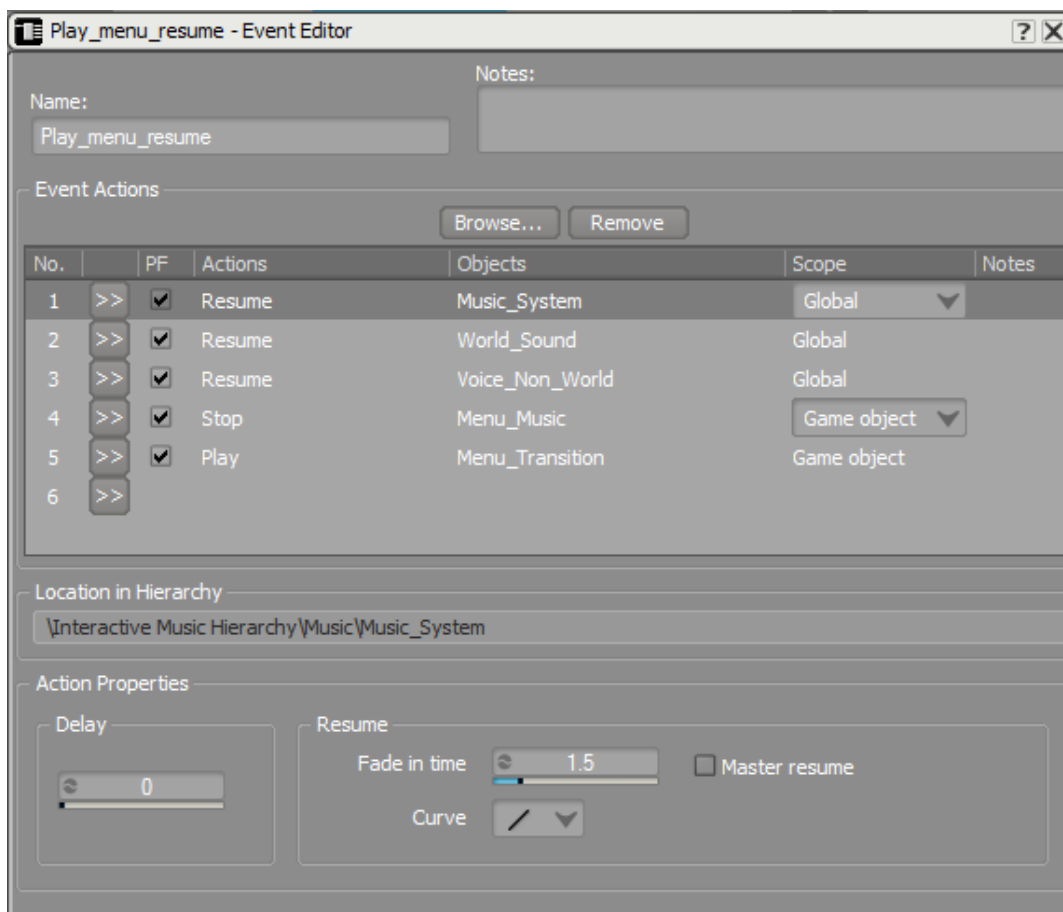 Play_menu_resume - Event Editor
Notes:
Name:
Play_menu_resume
Event Actions
Browse... Remove
No. PF Actions Objects Scope Notes
1 >> Resume Music_System Global
2 >> Resume World_Sound Global
3 >> Resume Voice_Non_World Global
4 >> Stop Menu_Music Game object
5 >> Play Menu_Transition Game object
6 >>
Location in Hierarchy
\Interactive Music Hierarchy\Music\Music_System
Action Properties
Delay Resume
Fade in time 1.5 Master resume
0
Curve